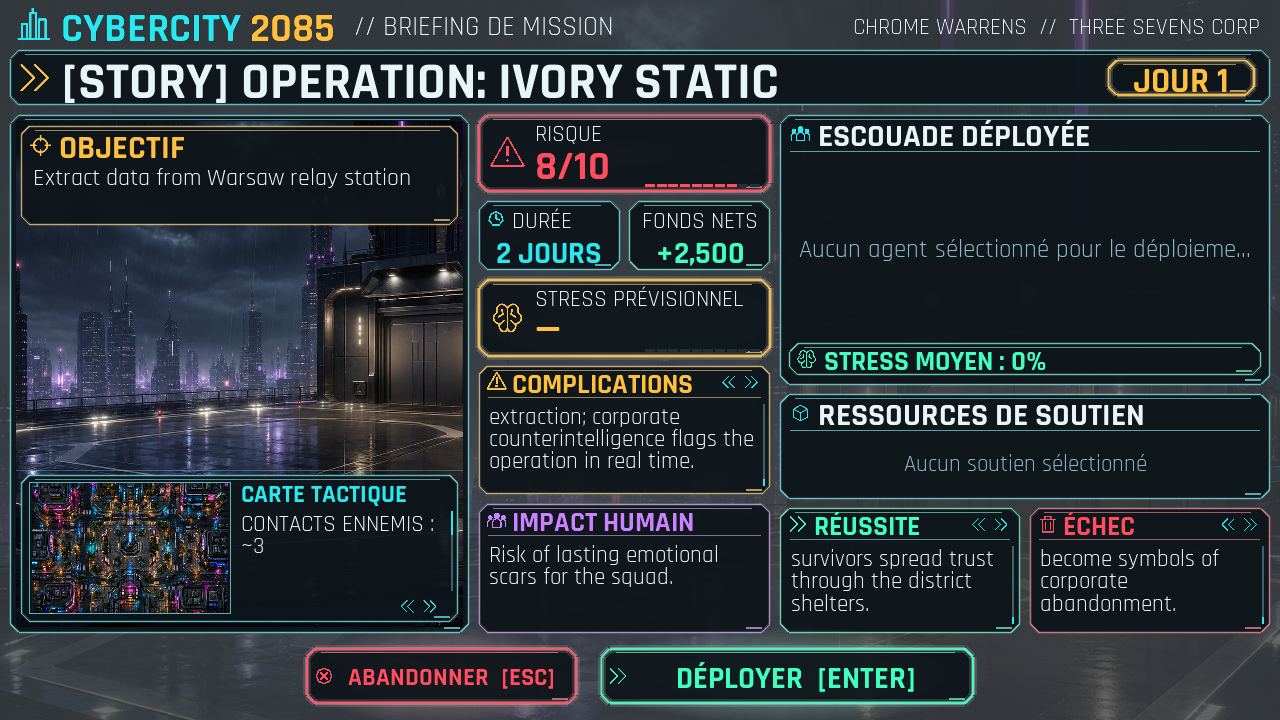 CYBERCITY 2085 // BRIEFING DE MISSION
CHROME WARRENS // THREE SEVENS CORP
[STORY] OPERATION: IVORY STATIC
JOUR 1
OBJECTIF
Extract data from Warsaw relay station
CARTE TACTIQUE
CONTACTS ENNEMIS :
~3
RISQUE
8/10
DURÉE
2 JOURS
FONDS NETS
+2,500
STRESS PRÉVISIONNEL
—
COMPLICATIONS
extraction; corporate
counterintelligence flags the
operation in real time.
IMPACT HUMAIN
Risk of lasting emotional
scars for the squad.
ESCOUADE DÉPLOYÉE
Aucun agent sélectionné pour le déploieme...
STRESS MOYEN : 0%
RESSOURCES DE SOUTIEN
Aucun soutien sélectionné
RÉUSSITE
survivors spread trust
through the district
shelters.
ÉCHEC
become symbols of
corporate
abandonment.
ABANDONNER [ESC]
DÉPLOYER [ENTER]